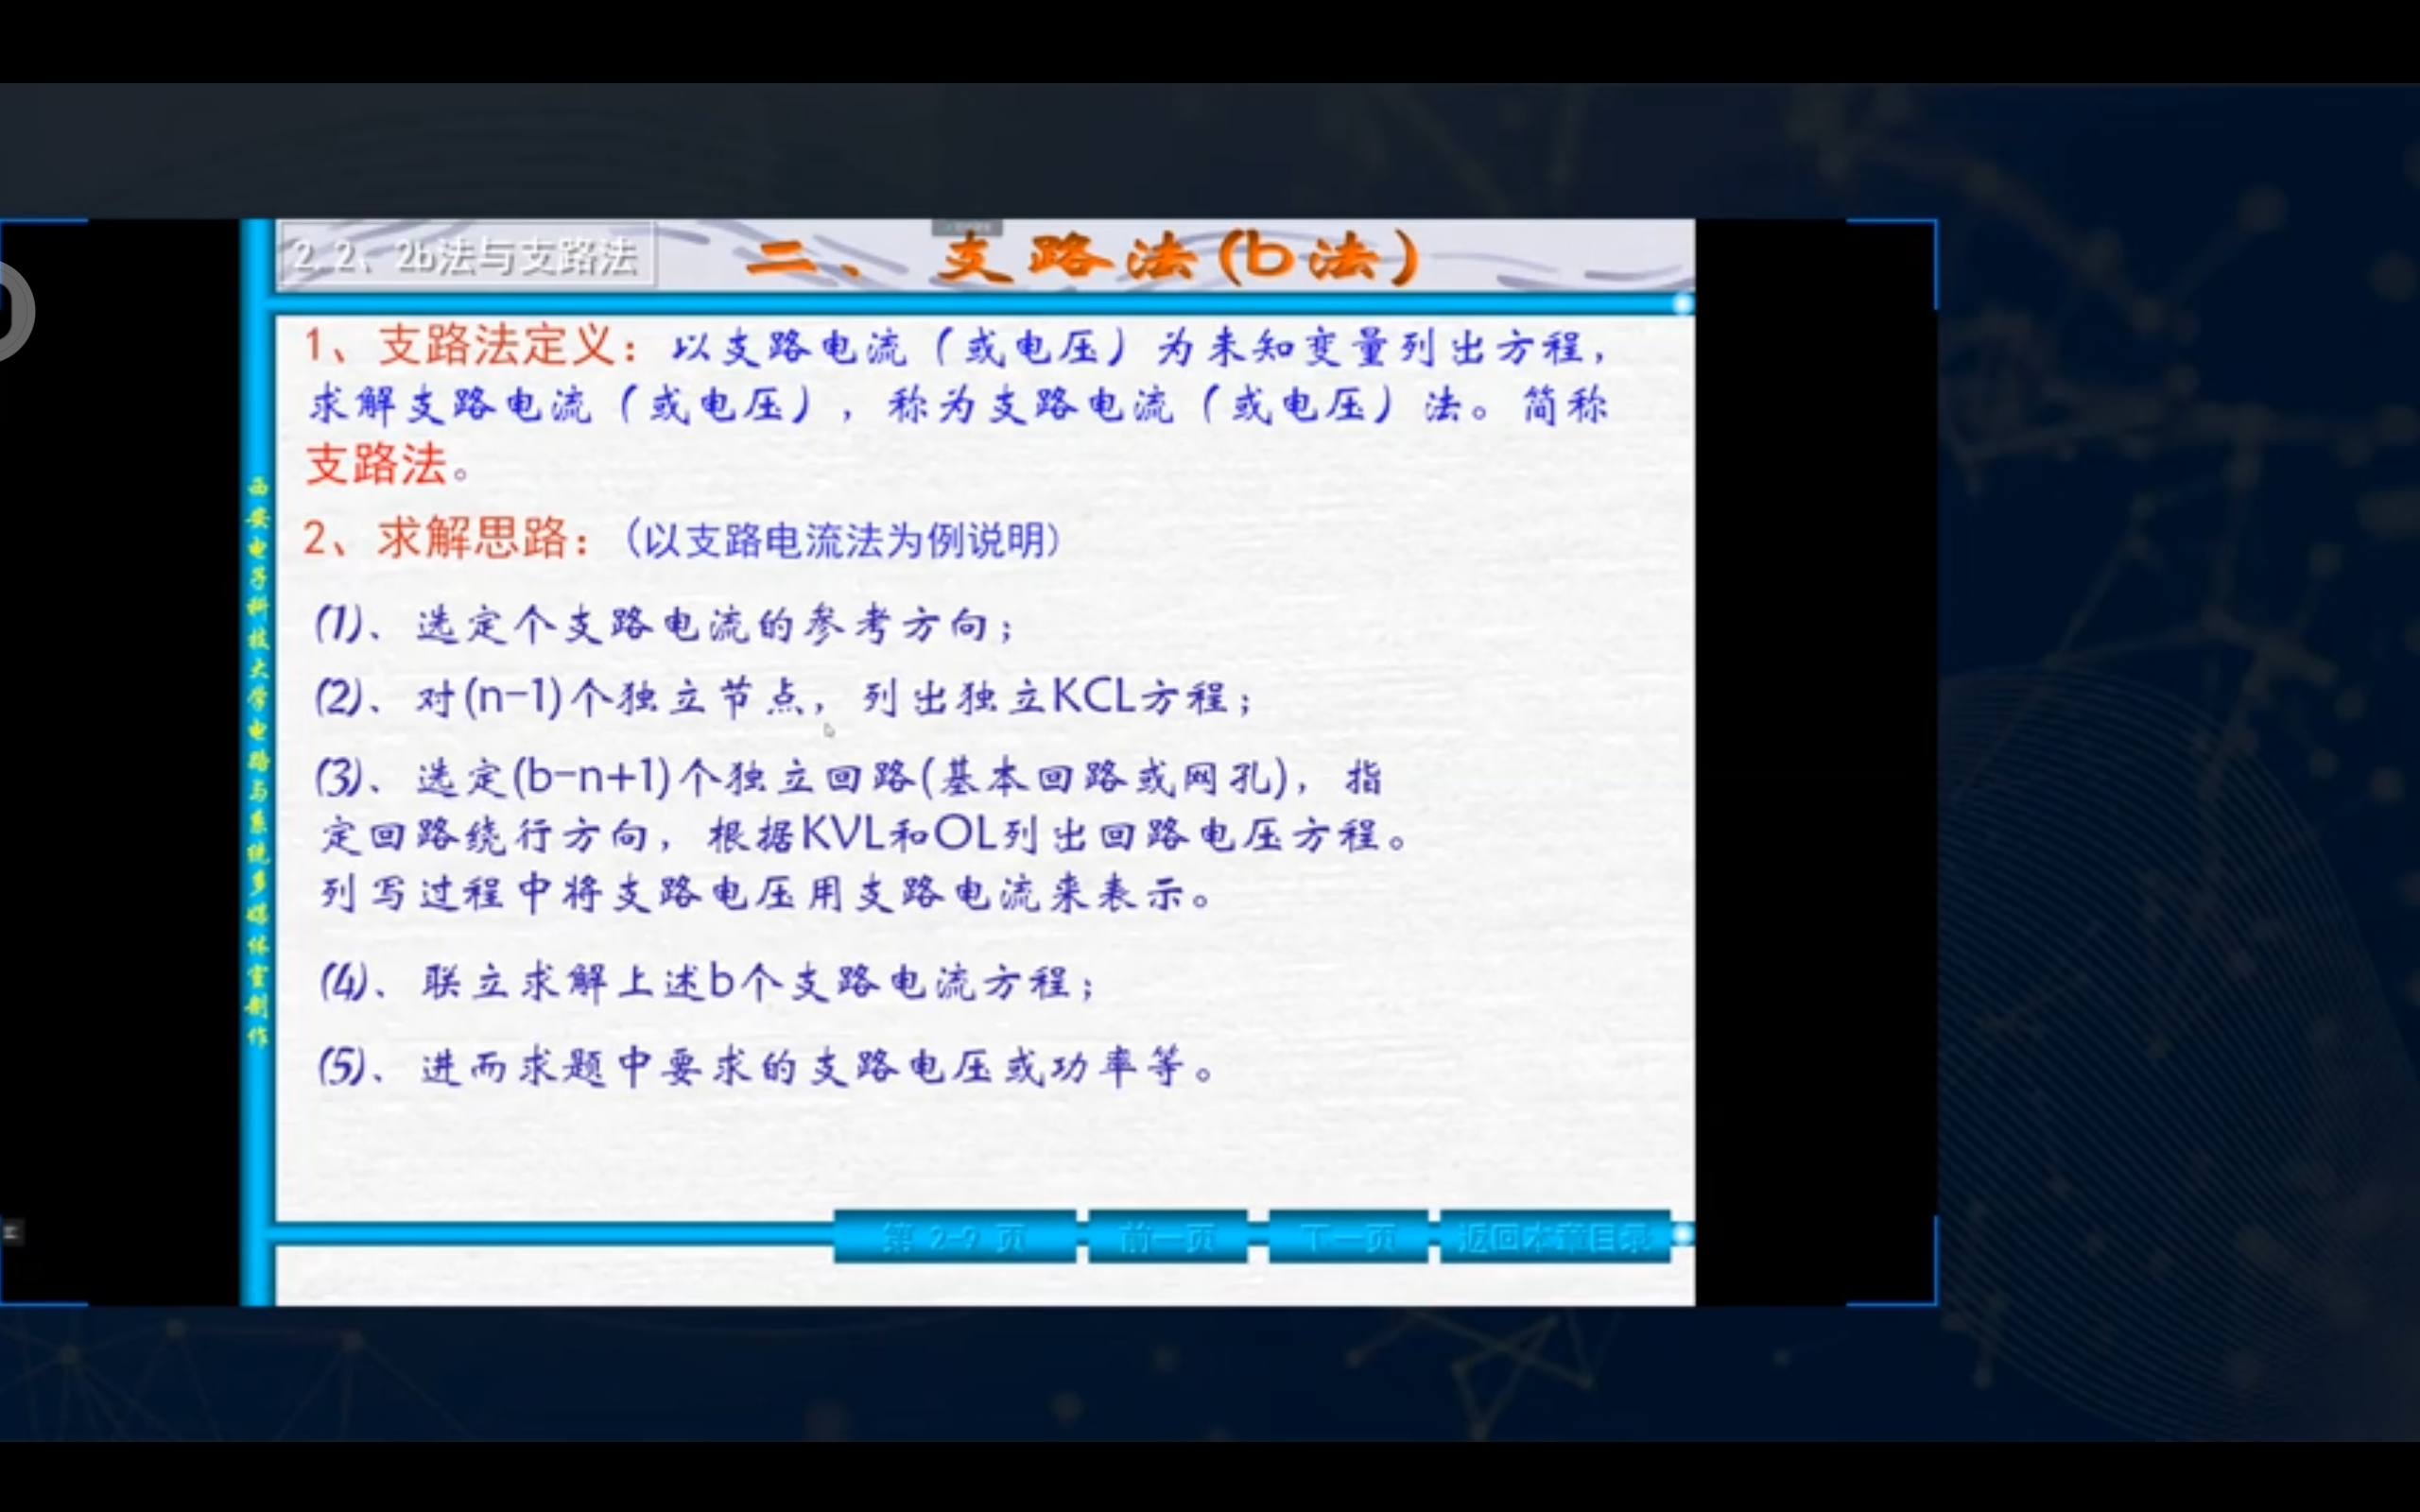 2.2、2b法与支路法
二、支路法(b法)
1、支路法定义：以支路电流（或电压）为未知变量列出方程，
求解支路电流（或电压），称为支路电流（或电压）法。简称
支路法。
2、求解思路：（以支路电流法为例说明）
(1)、选定个支路电流的参考方向；
(2)、对(n-1)个独立节点，列出独立KCL方程；
(3)、选定(b-n+1)个独立回路(基本回路或网孔)，指
定回路绕行方向，根据KVL和OL列出回路电压方程。
列写过程中将支路电压用支路电流来表示。
(4)、联立求解上述b个支路电流方程；
(5)、进而求题中要求的支路电压或功率等。
西安电子科技大学电路与系统多媒体室制作
第 2-9 页
前一页
下一页
返回本章目录